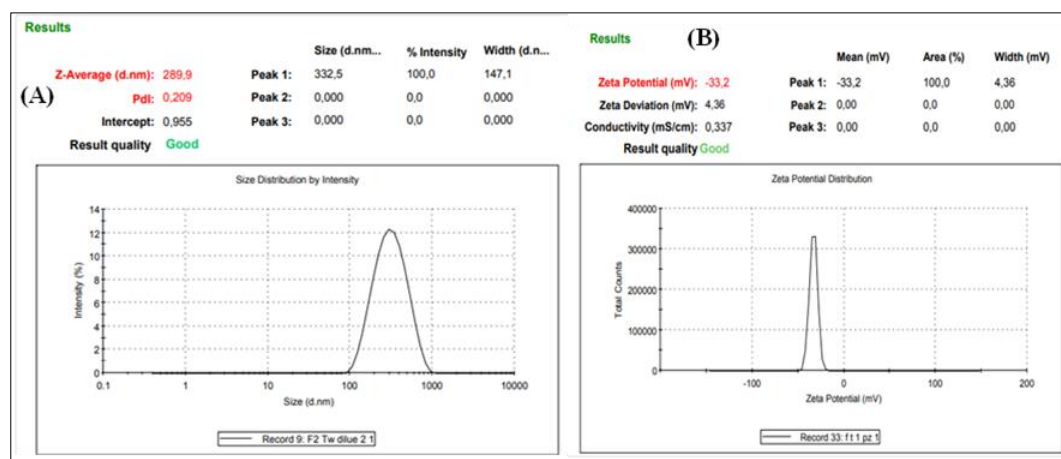 (A)
Results
Size (d.nm... % Intensity Width (d.n...
Z-Average (d.nm): 289,9 Peak 1: 332,5 100,0 147,1
PdI: 0,209 Peak 2: 0,000 0,0 0,000
Intercept: 0,955 Peak 3: 0,000 0,0 0,000
Result quality Good
Size Distribution by Intensity
Intensity (%)
14
12
10
8
6
4
2
0
0.1 1 10 100 1000 10000
Size (d.nm)
Record 9: F2 Tw dilue 2 1
(B)
Results
Mean (mV) Area (%) Width (mV)
Zeta Potential (mV): -33,2 Peak 1: -33,2 100,0 4,36
Zeta Deviation (mV): 4,36 Peak 2: 0,00 0,0 0,00
Conductivity (mS/cm): 0,337 Peak 3: 0,00 0,0 0,00
Result quality Good
Zeta Potential Distribution
Total Counts
400000
300000
200000
100000
0
-100 0 100 200
Zeta Potential (mV)
Record 33: f t 1 pz 1